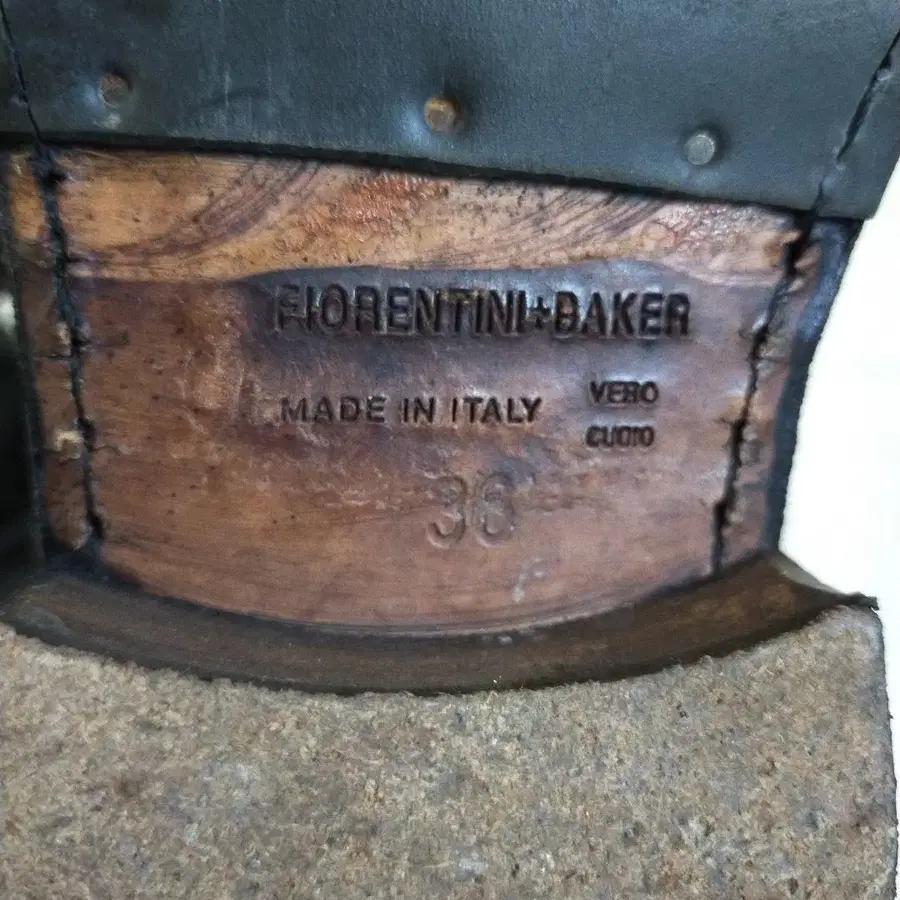 FIORENTINI+BAKER
MADE IN ITALY
VERO
CUOIO
36